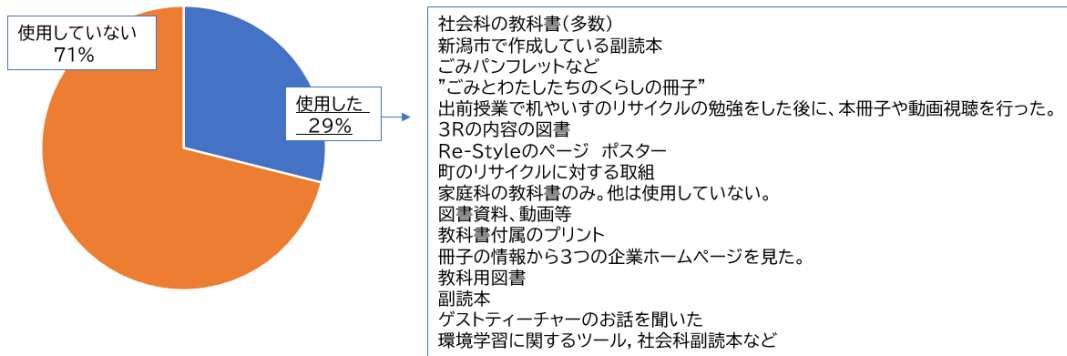 使用していない
71%
使用した
29%
社会科の教科書(多数)
新潟市で作成している副読本
ごみパンフレットなど
”ごみとわたしたちのくらしの冊子”
出前授業で机やいすのリサイクルの勉強をした後に、本冊子や動画視聴を行った。
3Rの内容の図書
Re-Styleのページ ポスター
町のリサイクルに対する取組
家庭科の教科書のみ。他は使用していない。
図書資料、動画等
教科書付属のプリント
冊子の情報から3つの企業ホームページを見た。
教科用図書
副読本
ゲストティーチャーのお話を聞いた
環境学習に関するツール，社会科副読本など